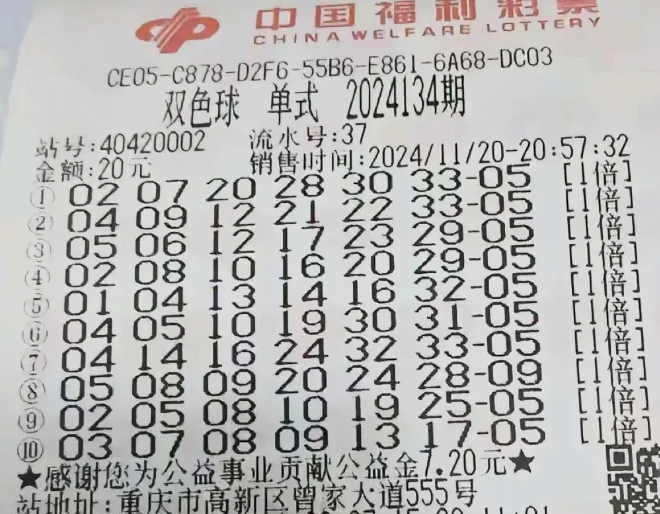 中国福利彩票
CHINA WELFARE LOTTERY
CE05-C878-D2F6-55B6-E861-6A68-DC03
双色球 单式 2024134期
站号:40420002 流水号:37
金额:20元 销售时间:2024/11/20-20:57:32
① 02 07 20 28 30 33-05 [1倍]
② 04 09 12 21 22 33-05 [1倍]
③ 05 06 12 17 23 29-05 [1倍]
④ 02 08 10 16 20 29-05 [1倍]
⑤ 01 04 13 14 16 32-05 [1倍]
⑥ 04 05 10 19 30 31-05 [1倍]
⑦ 04 14 16 24 32 33-05 [1倍]
⑧ 05 08 09 20 24 28-09 [1倍]
⑨ 02 05 08 10 19 25-05 [1倍]
⑩ 03 07 08 09 13 17-05 [1倍]
★感谢您为公益事业贡献公益金7.20元★
站地址:重庆市高新区曾家大道555号